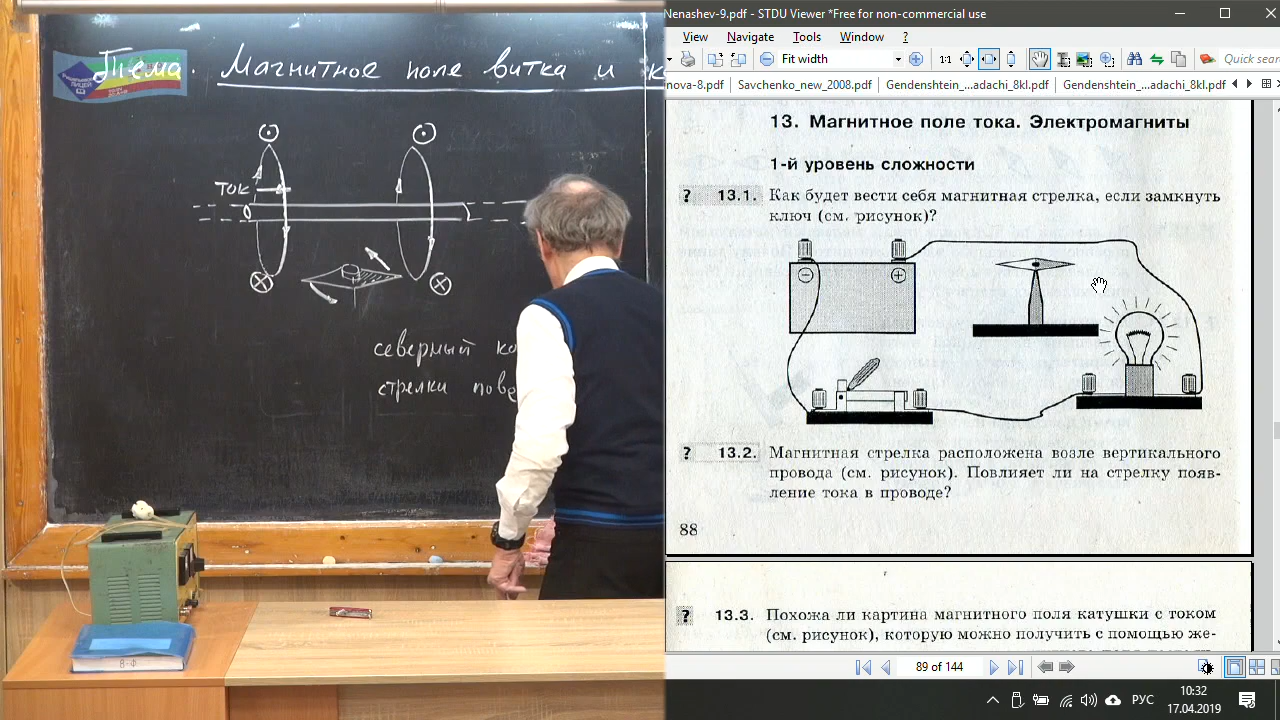 Тема. Магнитное поле витка и к
ток
северный ко
стрелки пове
8-Ф
Nenashev-9.pdf - STDU Viewer *Free for non-commercial use
View Navigate Tools Window ?
Fit width
1:1
Quick sear
nova-8.pdf Savchenko_new_2008.pdf Gendenshtein_...adachi_8kl.pdf Gendenshtein_...adachi_8kl.pdf
13. Магнитное поле тока. Электромагниты
1-й уровень сложности
? 13.1. Как будет вести себя магнитная стрелка, если замкнуть
ключ (см. рисунок)?
− +
? 13.2. Магнитная стрелка расположена возле вертикального
провода (см. рисунок). Повлияет ли на стрелку появ-
ление тока в проводе?
88
? 13.3. Похожа ли картина магнитного поля катушки с током
(см. рисунок), которую можно получить с помощью же-
89 of 144
РУС
10:32
17.04.2019